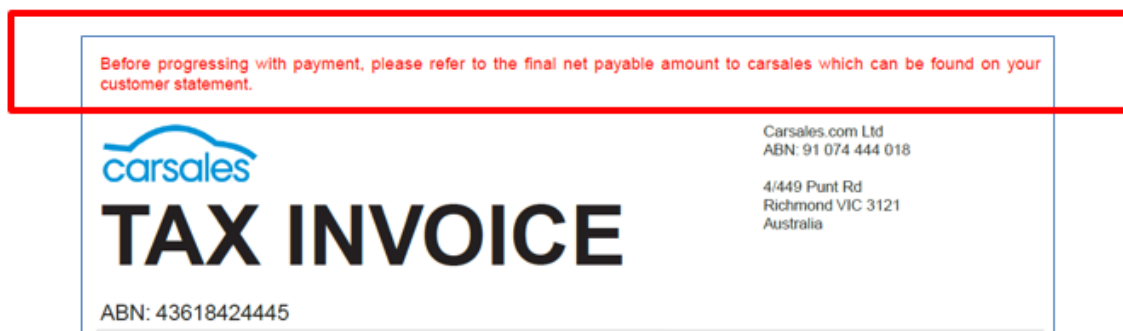 Before progressing with payment, please refer to the final net payable amount to carsales which can be found on your
customer statement.
carsales
TAX INVOICE
ABN: 43618424445
Carsales.com Ltd
ABN: 91 074 444 018
4/449 Punt Rd
Richmond VIC 3121
Australia